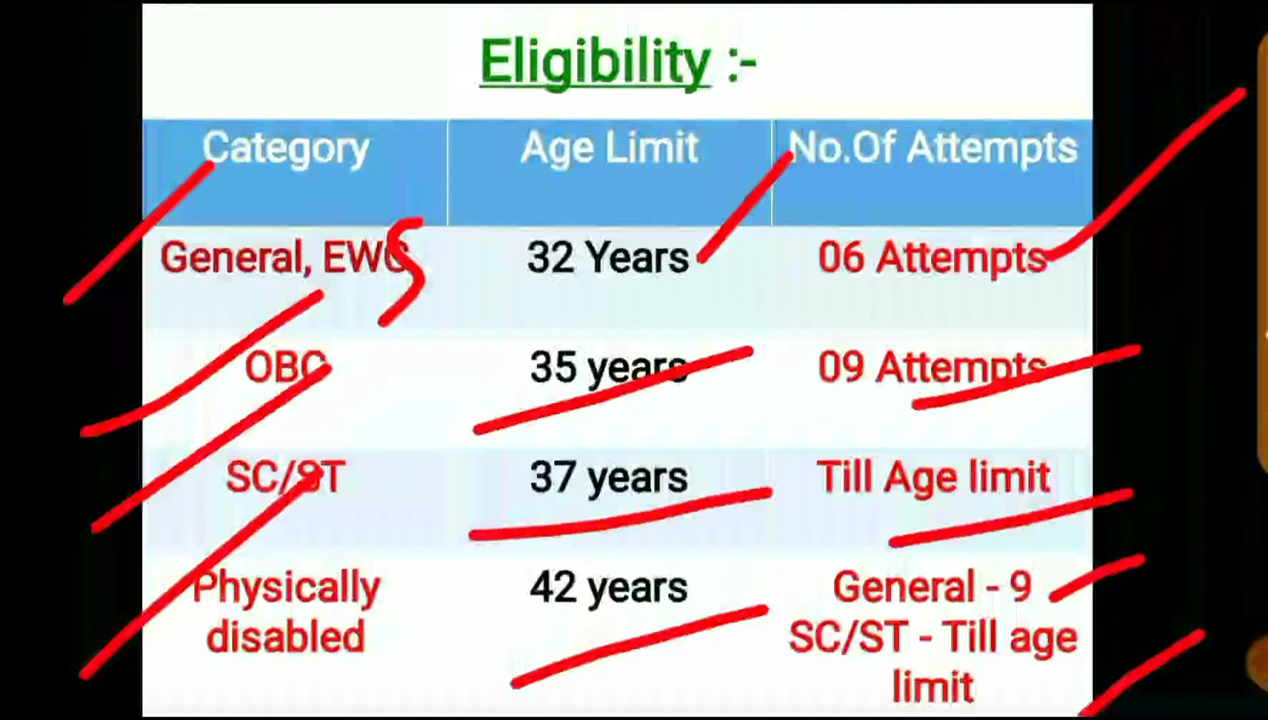 Eligibility :-
Category Age Limit No.Of Attempts
General, EWS 32 Years 06 Attempts
OBC 35 years 09 Attempts
SC/ST 37 years Till Age limit
Physically 42 years General - 9
disabled SC/ST - Till age
limit